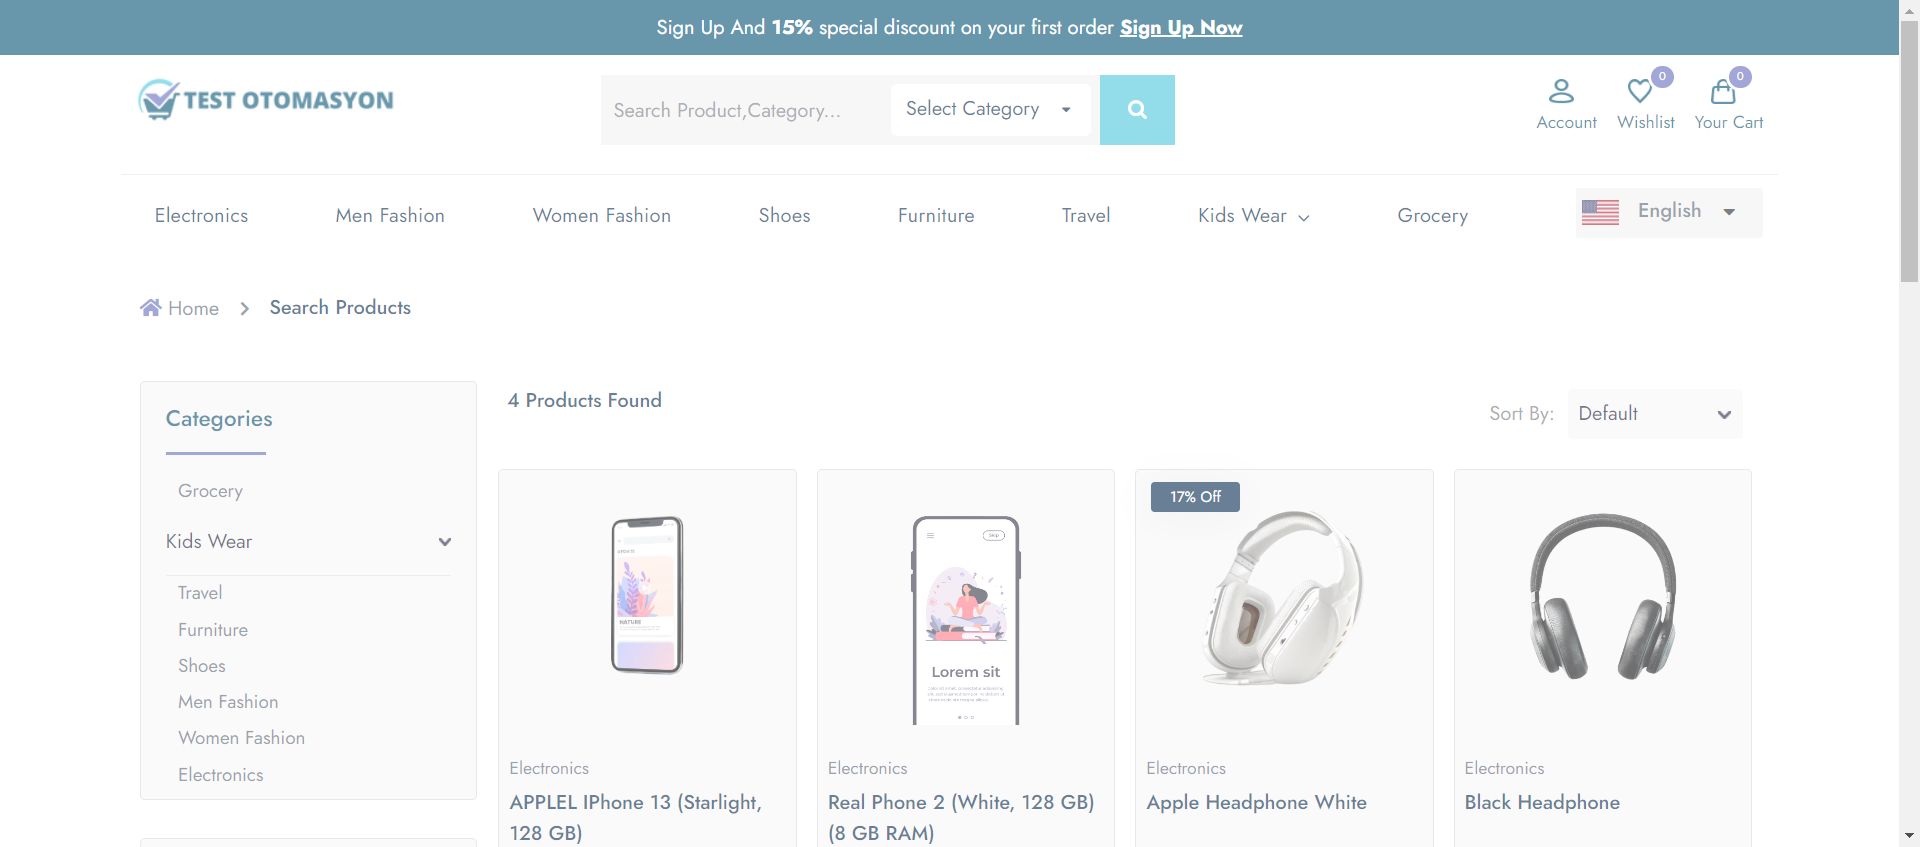 Sign Up And 15% special discount on your first order Sign Up Now
TEST OTOMASYON
Search Product,Category...
Select Category
Account
0
Wishlist
0
Your Cart
Electronics
Men Fashion
Women Fashion
Shoes
Furniture
Travel
Kids Wear
Grocery
English
Home
Search Products
Categories
Grocery
Kids Wear
Travel
Furniture
Shoes
Men Fashion
Women Fashion
Electronics
4 Products Found
Sort By:
Default
NATURE
Electronics
APPLEL IPhone 13 (Starlight,
128 GB)
Skip
Lorem sit
Electronics
Real Phone 2 (White, 128 GB)
(8 GB RAM)
17% Off
Electronics
Apple Headphone White
Electronics
Black Headphone